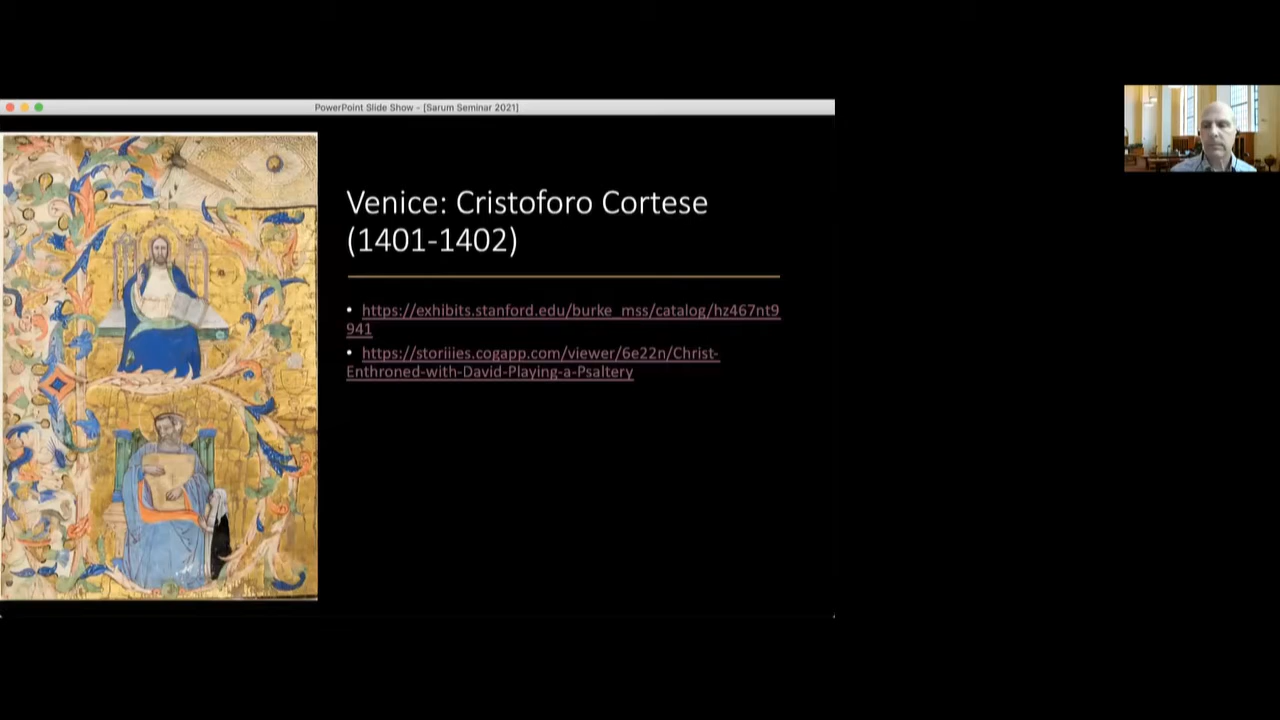 PowerPoint Slide Show - [Sarum Seminar 2021]
Venice: Cristoforo Cortese
(1401-1402)
• https://exhibits.stanford.edu/burke_mss/catalog/hz467nt9
941
• https://storiiies.cogapp.com/viewer/6e22n/Christ-
Enthroned-with-David-Playing-a-Psaltery